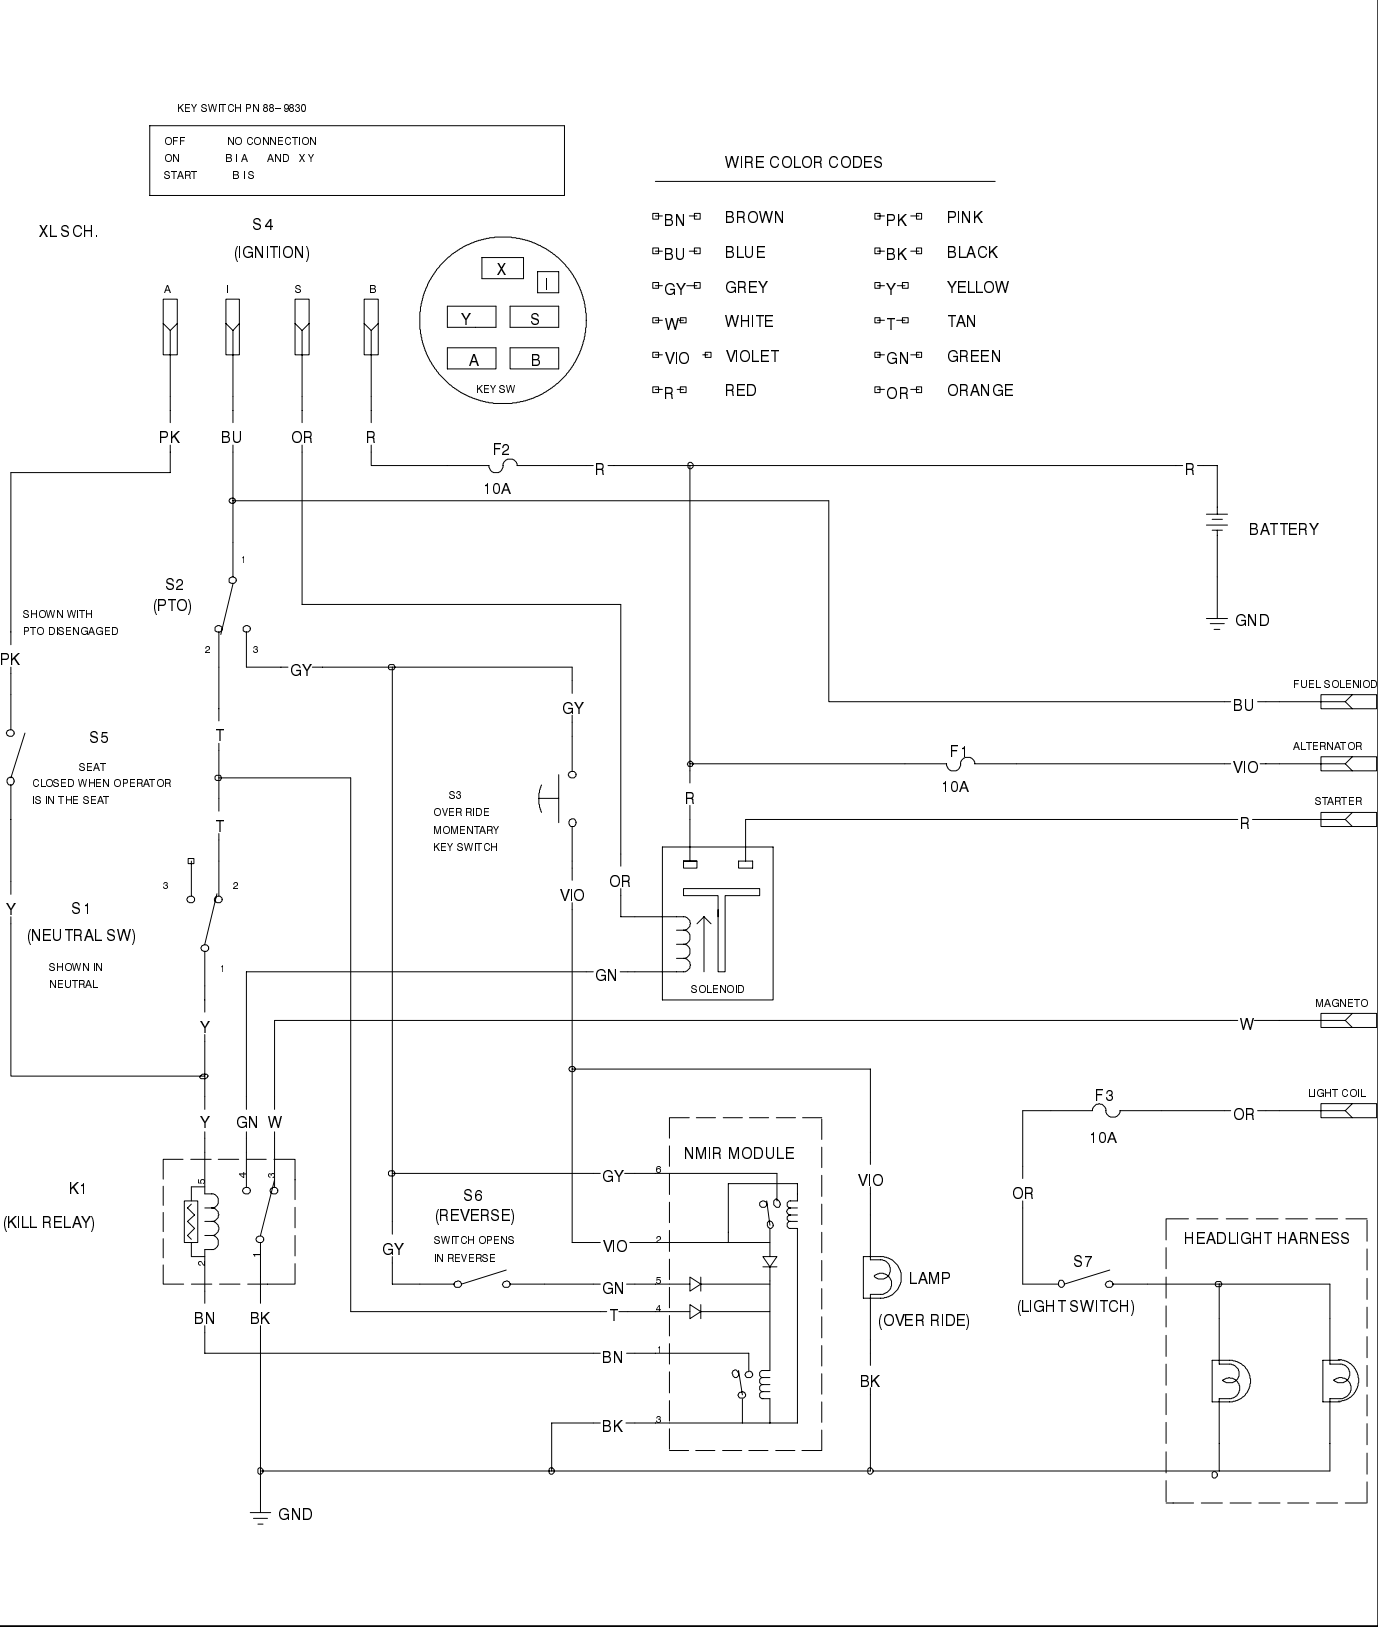 KEY SWITCH PN 88-9830
OFF NO CONNECTION
ON B I A AND X Y
START B I S
WIRE COLOR CODES
XL SCH.
S4
(IGNITION)
A I S B
X
I
Y S
A B
KEY SW
BN BROWN PK PINK
BU BLUE BK BLACK
GY GREY Y YELLOW
W WHITE T TAN
VIO VIOLET GN GREEN
R RED OR ORANGE
PK BU OR R
F2
10A
R
R
BATTERY
GND
1
S2
(PTO)
2 3
SHOWN WITH
PTO DISENGAGED
PK
GY
GY
T
FUEL SOLENIOD
BU
ALTERNATOR
F1
10A
VIO
STARTER
R
R
S5
SEAT
CLOSED WHEN OPERATOR
IS IN THE SEAT
S3
OVER RIDE
MOMENTARY
KEY SWITCH
T
3 2
VIO
OR
Y
S1
(NEUTRAL SW)
SHOWN IN
NEUTRAL
1
GN
SOLENOID
Y
MAGNETO
W
LIGHT COIL
F3
10A
OR
Y GN W
NMIR MODULE
K1
(KILL RELAY)
5 4 3
2 1
GY 6
S6
(REVERSE)
SWITCH OPENS
IN REVERSE
GY
VIO 2
GN 5
T 4
BN 1
BK 3
BN BK
VIO
LAMP
(OVER RIDE)
BK
OR
S7
(LIGHT SWITCH)
HEADLIGHT HARNESS
GND